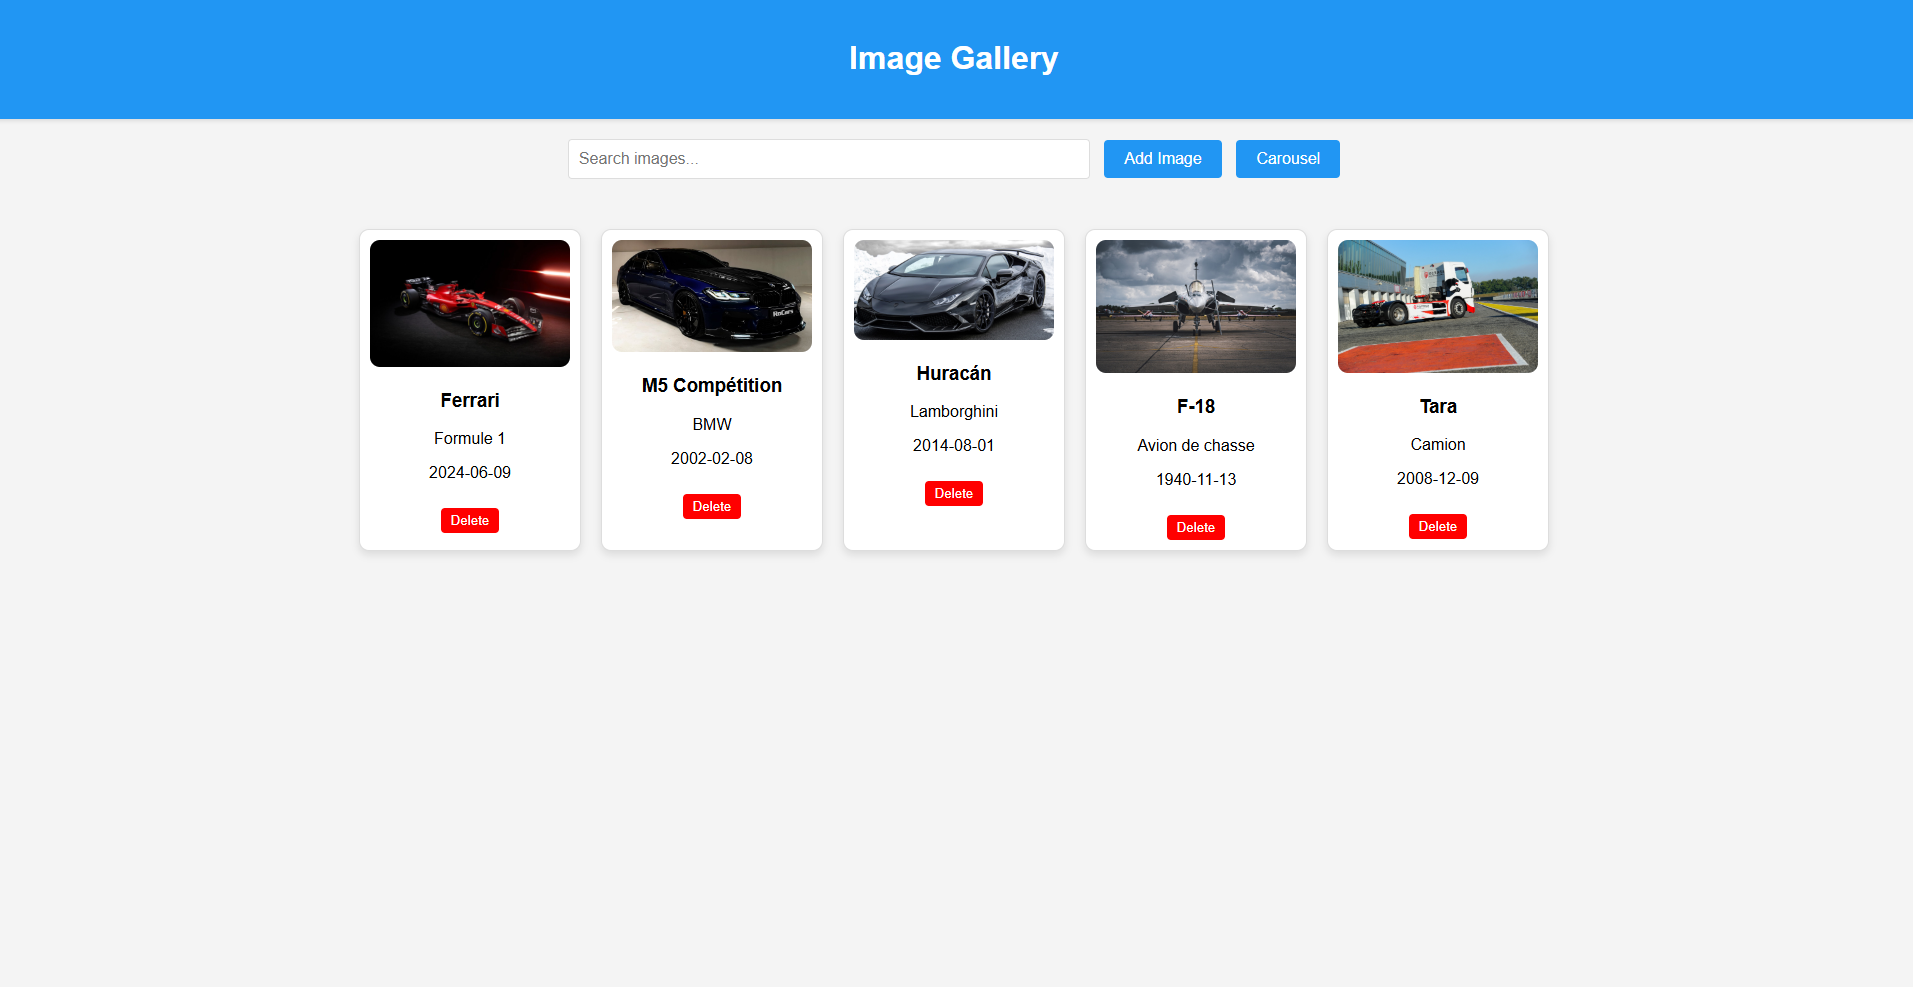 Image Gallery
Search images...
Add Image
Carousel
RnCars
Ferrari
Formule 1
2024-06-09
Delete
M5 Compétition
BMW
2002-02-08
Delete
Huracán
Lamborghini
2014-08-01
Delete
F-18
Avion de chasse
1940-11-13
Delete
Tara
Camion
2008-12-09
Delete